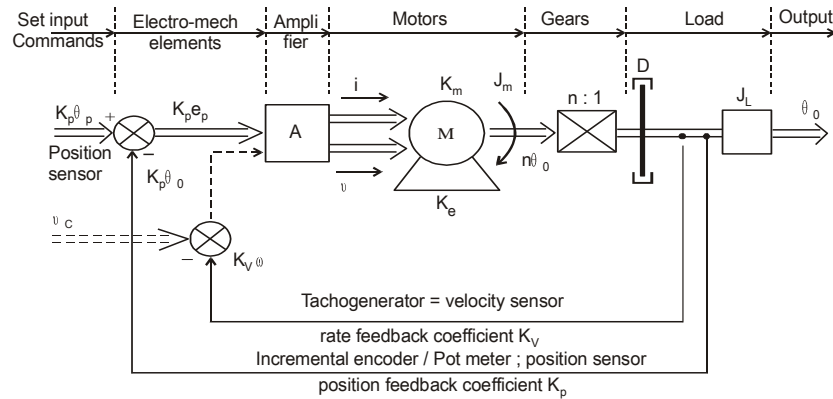 Set input
Commands
Electro-mech
elements
Ampli
fier
Motors
Gears
Load
Output
K_pθ_p
+
−
K_pe_p
A
i
υ
K_m
M
K_e
J_m
nθ_0
n : 1
D
J_L
θ_0
Position
sensor
K_pθ_0
υ_C
−
K_Vω
Tachogenerator = velocity sensor
rate feedback coefficient K_V
Incremental encoder / Pot meter ; position sensor
position feedback coefficient K_p